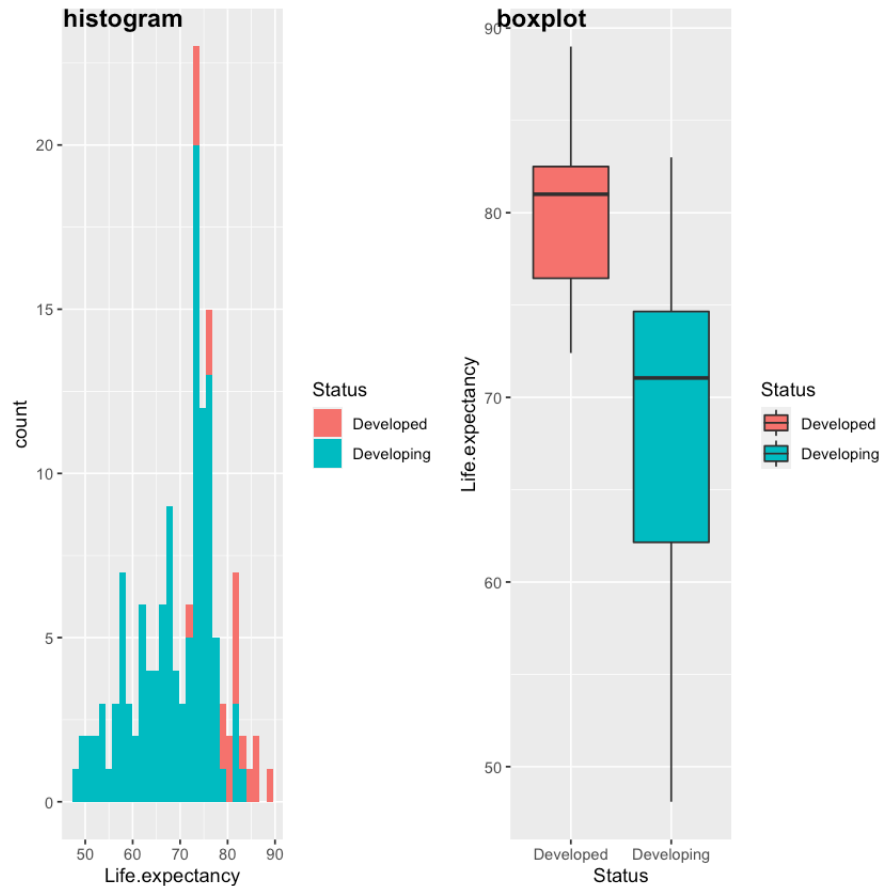 histogram
count
20
15
10
5
0
50 60 70 80 90
Life.expectancy
Status
Developed
Developing
boxplot
Life.expectancy
90
80
70
60
50
Developed Developing
Status
Status
Developed
Developing